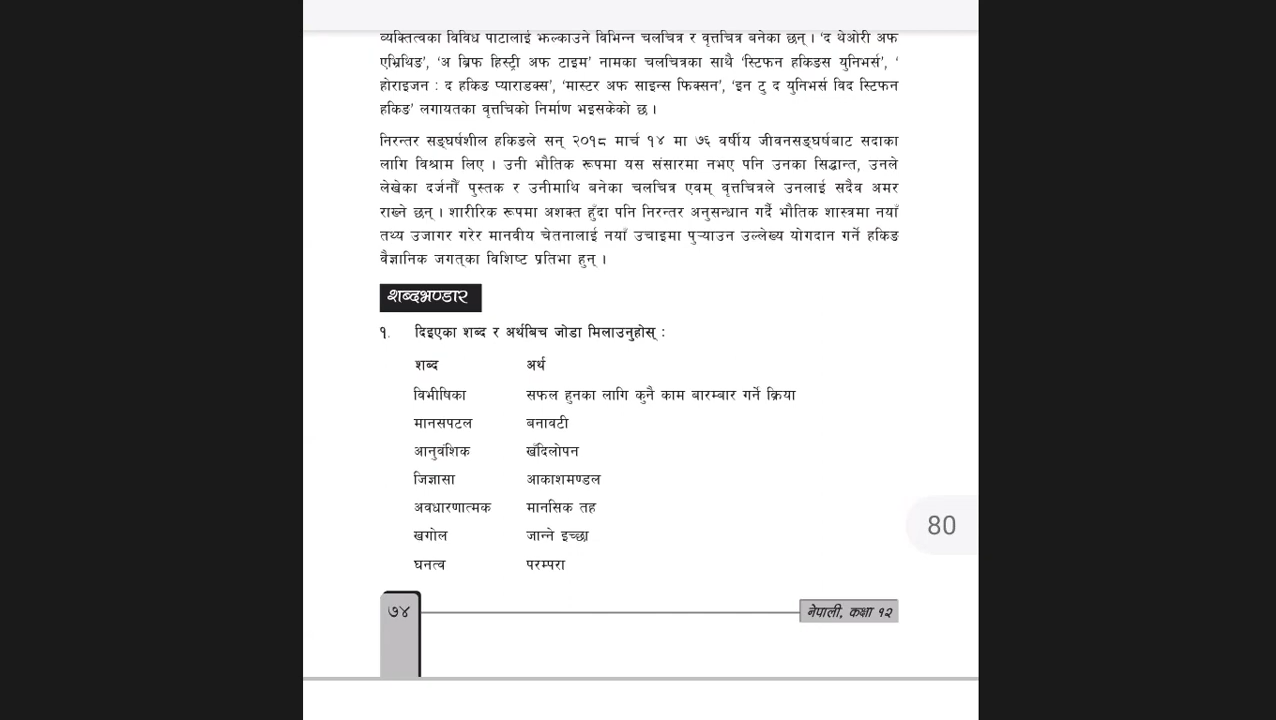 व्यक्तित्वका विविध पाटालाई झल्काउने विभिन्न चलचित्र र वृत्तचित्र बनेका छन् । ‘द थेओरी अफ
एभ्रिथिङ’, ‘अ ब्रिफ हिस्ट्री अफ टाइम’ नामका चलचित्रका साथै ‘स्टिफन हकिङस युनिभर्स’, ‘
होराइजन : द हकिङ प्याराडक्स’, ‘मास्टर अफ साइन्स फिक्सन’, ‘इन टु द युनिभर्स विद स्टिफन
हकिङ’ लगायतका वृत्तचिको निर्माण भइसकेको छ ।
निरन्तर सङ्घर्षशील हकिङले सन् २०१८ मार्च १४ मा ७६ वर्षीय जीवनसङ्घर्षबाट सदाका
लागि विश्राम लिए । उनी भौतिक रूपमा यस संसारमा नभए पनि उनका सिद्धान्त, उनले
लेखेका दर्जनौँ पुस्तक र उनीमाथि बनेका चलचित्र एवम् वृत्तचित्रले उनलाई सदैव अमर
राख्ने छन् । शारीरिक रूपमा अशक्त हुँदा पनि निरन्तर अनुसन्धान गर्दै भौतिक शास्त्रमा नयाँ
तथ्य उजागर गरेर मानवीय चेतनालाई नयाँ उचाइमा पुऱ्याउन उल्लेख्य योगदान गर्ने हकिङ
वैज्ञानिक जगत्का विशिष्ट प्रतिभा हुन् ।
शब्दभण्डार
१. दिइएका शब्द र अर्थबिच जोडा मिलाउनुहोस् :
शब्द अर्थ
विभीषिका सफल हुनका लागि कुनै काम बारम्बार गर्ने क्रिया
मानसपटल बनावटी
आनुवंशिक खँदिलोपन
जिज्ञासा आकाशमण्डल
अवधारणात्मक मानसिक तह
खगोल जान्ने इच्छा
घनत्व परम्परा
80
७४ नेपाली, कक्षा १२